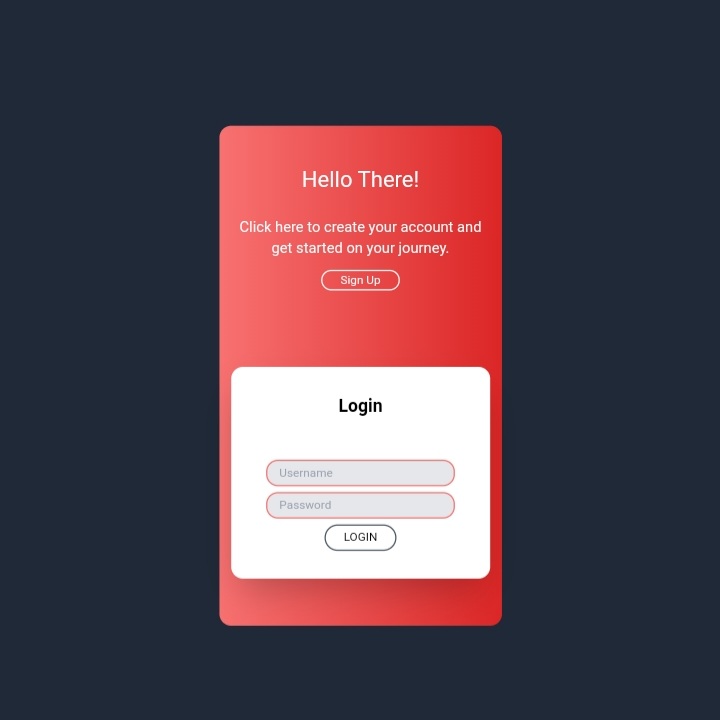 Hello There!
Click here to create your account and
get started on your journey.
Sign Up
Login
Username
Password
LOGIN